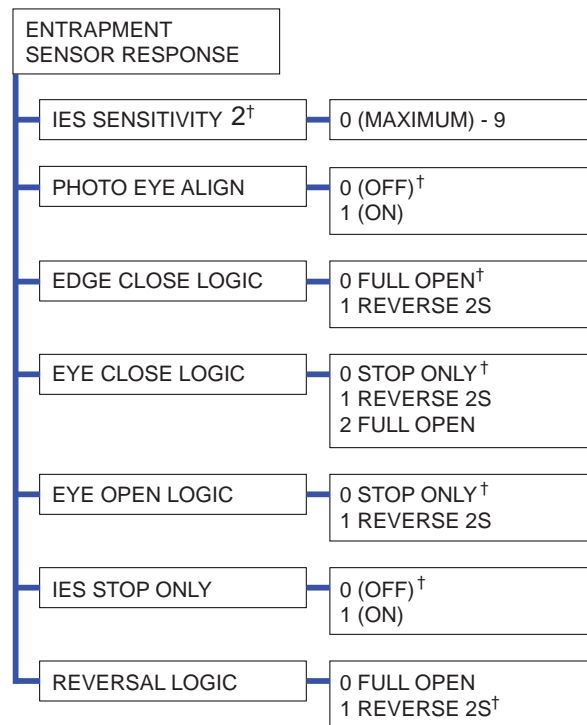 ENTRAPMENT
SENSOR RESPONSE
IES SENSITIVITY 2†
0 (MAXIMUM) - 9
PHOTO EYE ALIGN
0 (OFF)†
1 (ON)
EDGE CLOSE LOGIC
0 FULL OPEN†
1 REVERSE 2S
EYE CLOSE LOGIC
0 STOP ONLY†
1 REVERSE 2S
2 FULL OPEN
EYE OPEN LOGIC
0 STOP ONLY†
1 REVERSE 2S
IES STOP ONLY
0 (OFF)†
1 (ON)
REVERSAL LOGIC
0 FULL OPEN
1 REVERSE 2S†